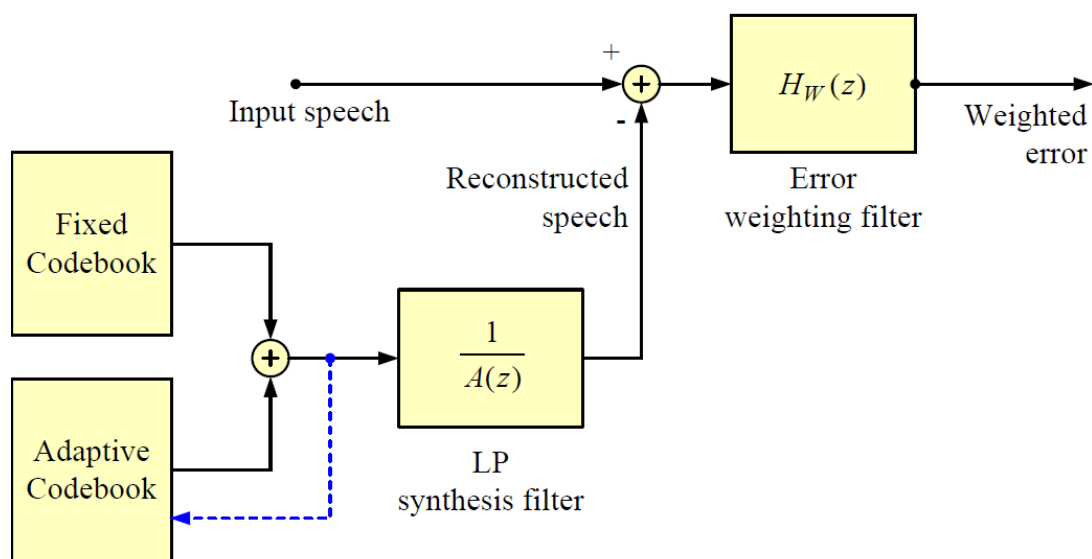 +
+
H_W(z)
Input speech
-
Weighted
error
Reconstructed
speech
Error
weighting filter
Fixed
Codebook
+
1
A(z)
Adaptive
Codebook
LP
synthesis filter